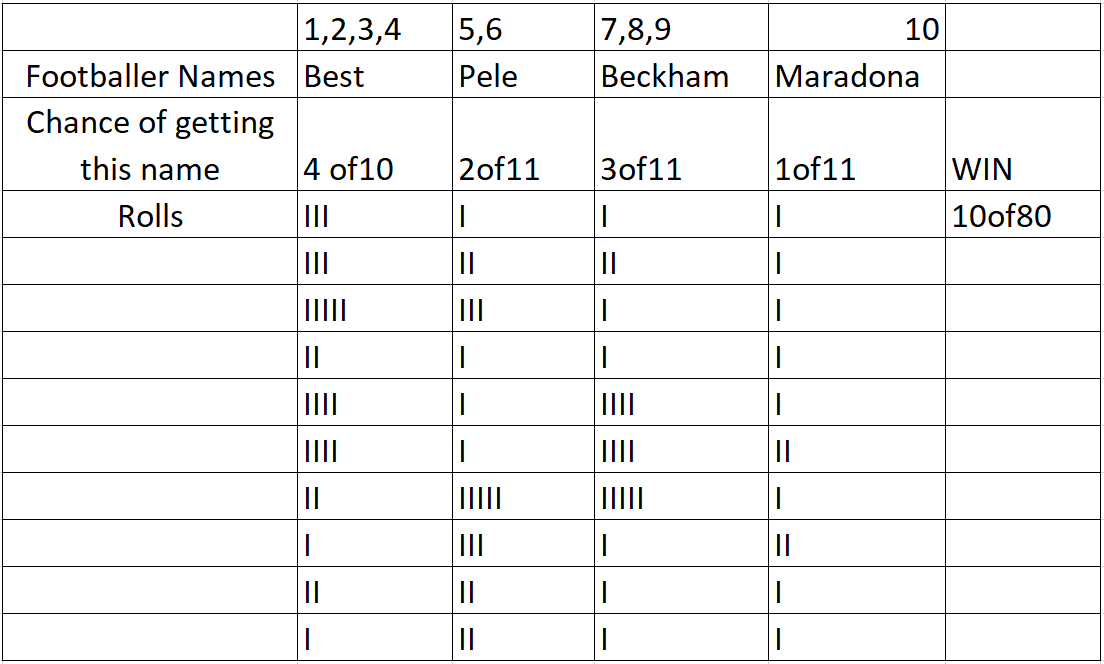 1,2,3,4 5,6 7,8,9 10
Footballer Names Best Pele Beckham Maradona
Chance of getting
this name 4 of10 2of11 3of11 1of11 WIN
Rolls III I I I 10of80
III II II I
IIIII III I I
II I I I
IIII I IIII I
IIII I IIII II
II IIIII IIIII I
I III I II
II II I I
I II I I